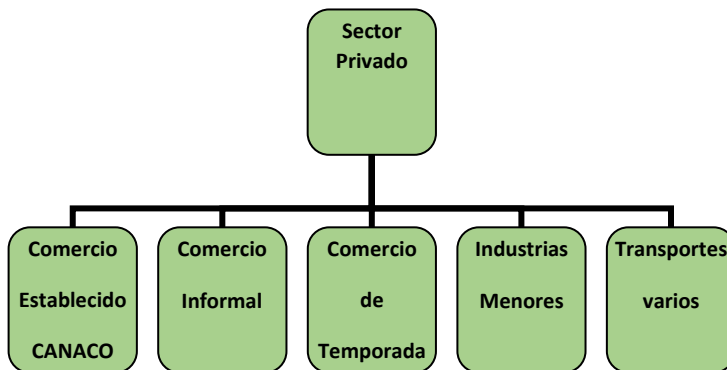 Sector
Privado
Comercio
Establecido
CANACO
Comercio
Informal
Comercio
de
Temporada
Industrias
Menores
Transportes
varios